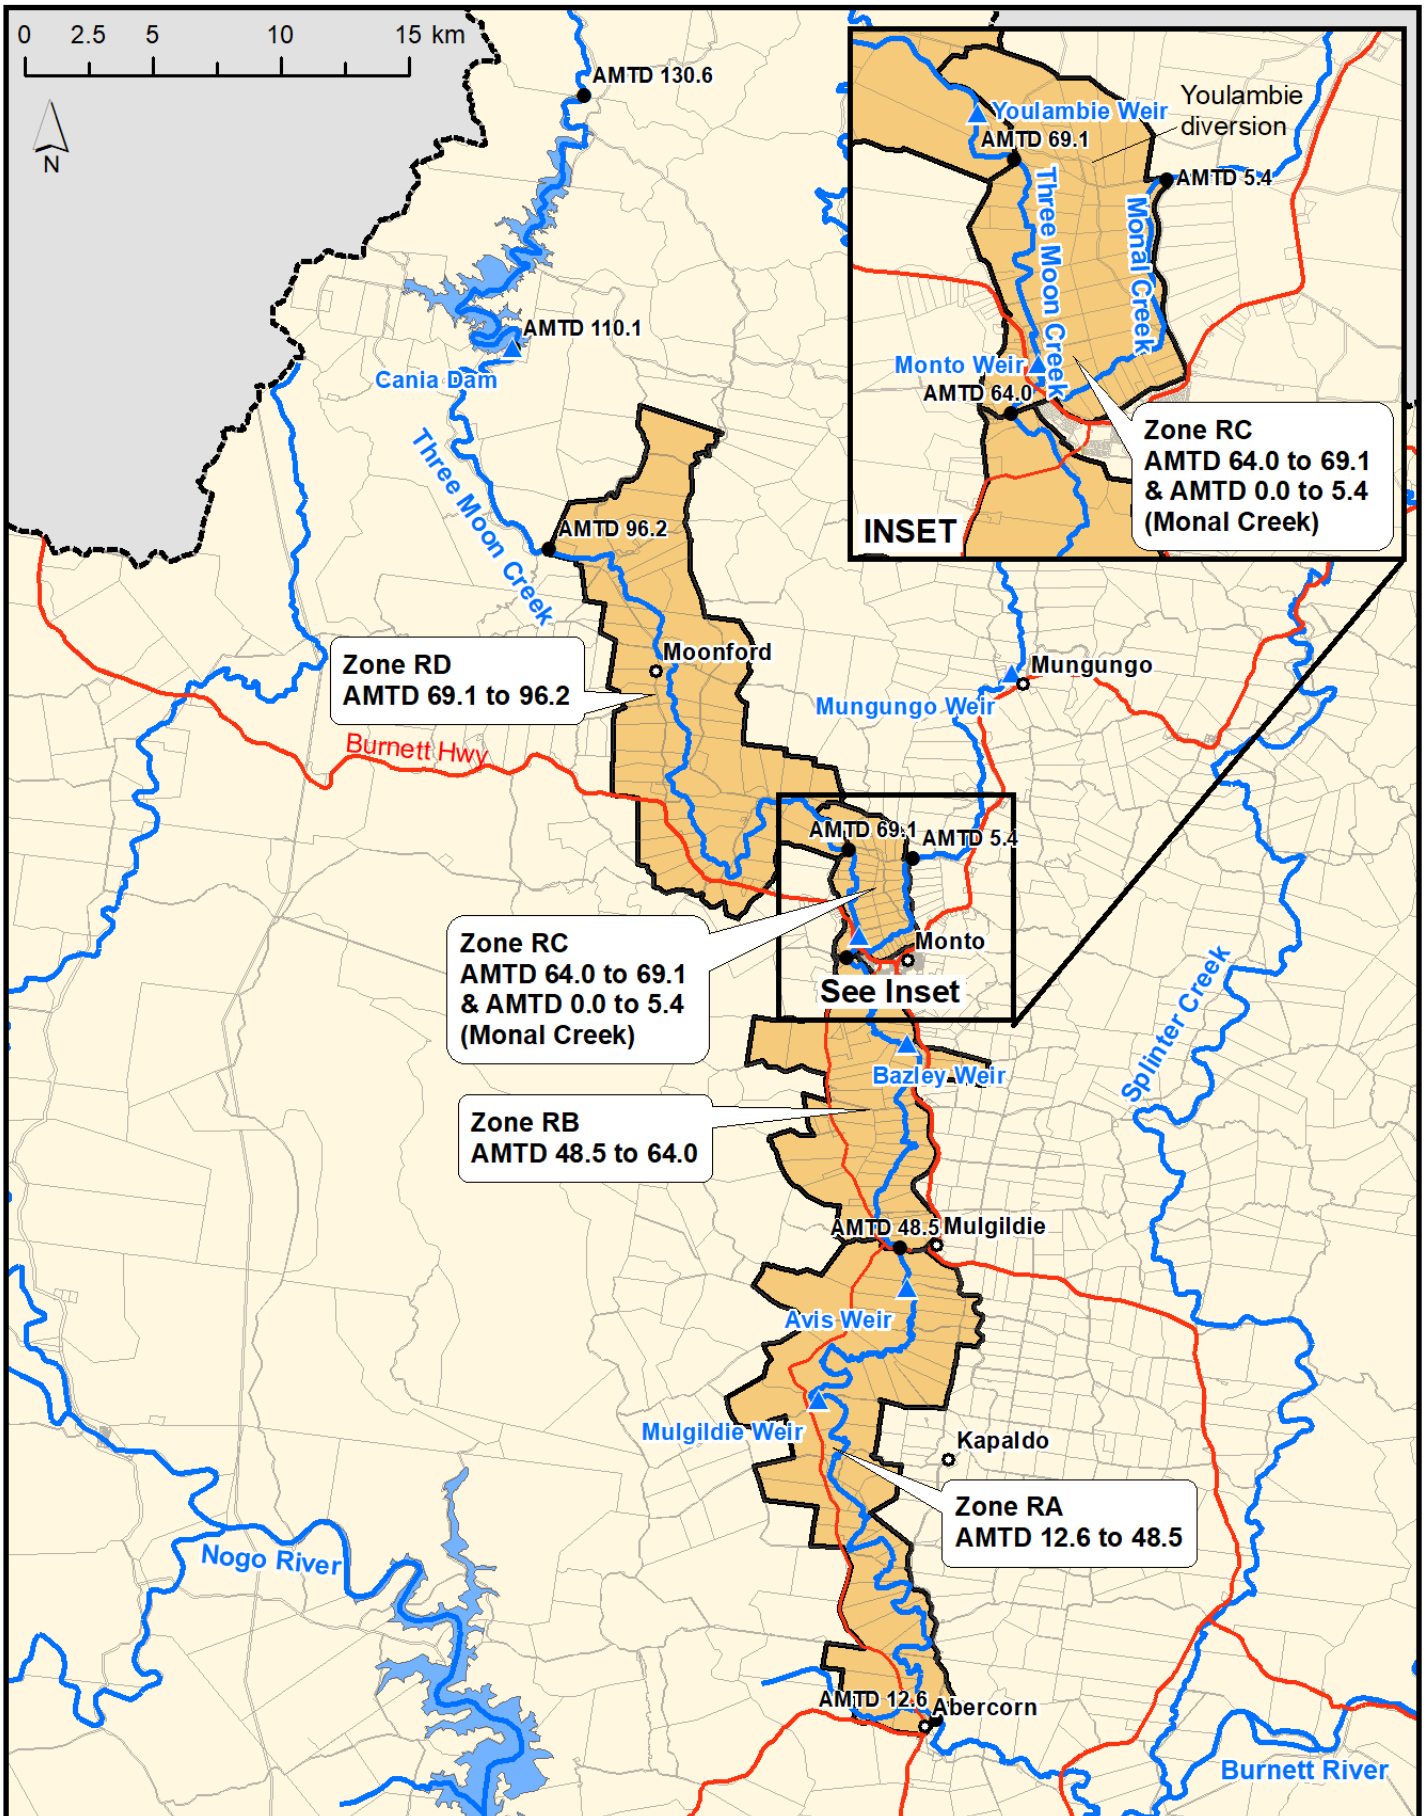 0 2.5 5 10 15 km
N
AMTD 130.6
AMTD 110.1
Cania Dam
Three Moon Creek
AMTD 96.2
Zone RD
AMTD 69.1 to 96.2
Moonford
Burnett Hwy
Youlambie Weir
Youlambie
diversion
AMTD 69.1
AMTD 5.4
Three Moon Creek
Monal Creek
Monto Weir
AMTD 64.0
Zone RC
AMTD 64.0 to 69.1
& AMTD 0.0 to 5.4
(Monal Creek)
INSET
Mungungo
Mungungo Weir
AMTD 69.1
AMTD 5.4
Zone RC
AMTD 64.0 to 69.1
& AMTD 0.0 to 5.4
(Monal Creek)
Monto
See Inset
Splinter Creek
Bazley Weir
Zone RB
AMTD 48.5 to 64.0
AMTD 48.5
Mulgildie
Avis Weir
Mulgildie Weir
Kapaldo
Zone RA
AMTD 12.6 to 48.5
Nogo River
AMTD 12.6
Abercorn
Burnett River